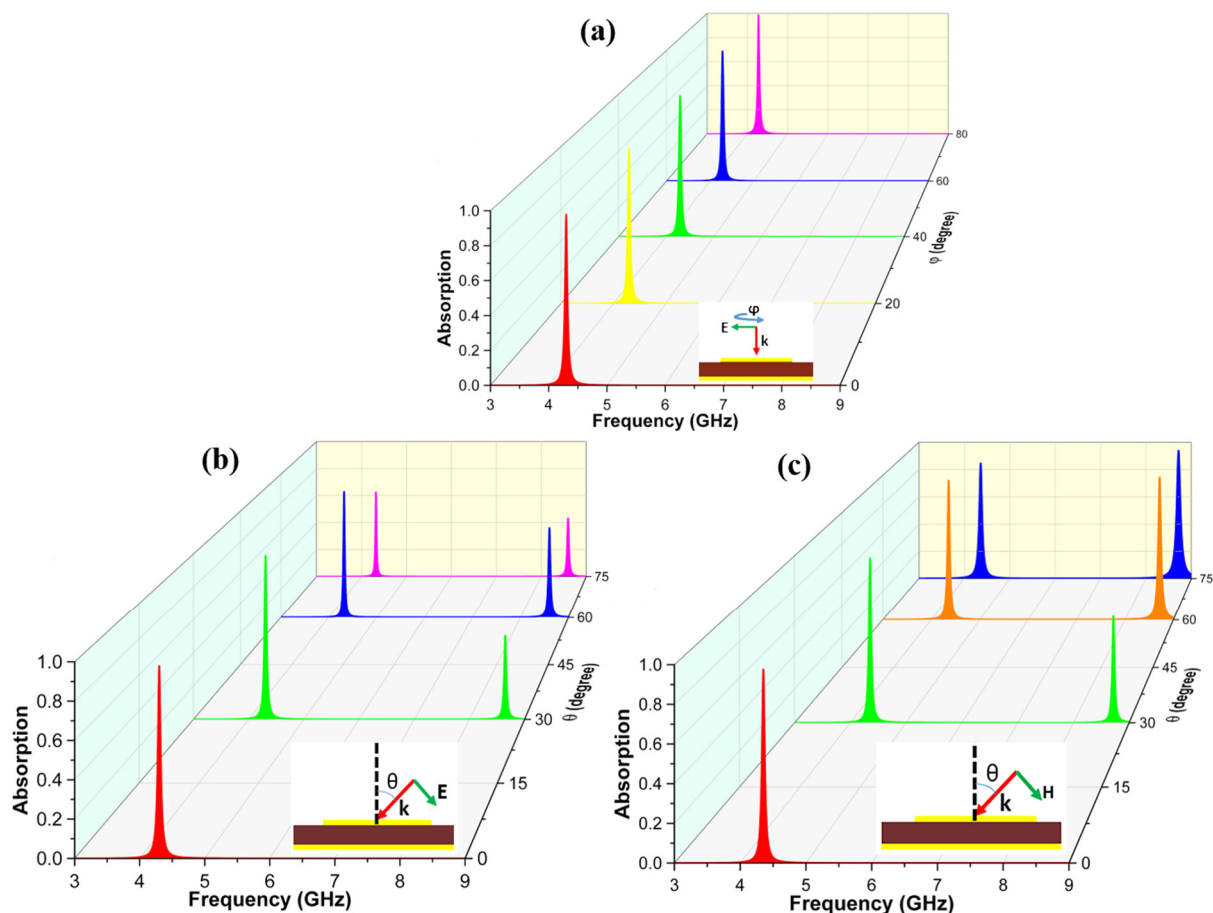 (a)
1.0
0.8
0.6
0.4
0.2
0.0
Absorption
3 4 5 6 7 8 9
Frequency (GHz)
0
20
40
60
80
φ (degree)
φ
E
k
(b)
1.0
0.8
0.6
0.4
0.2
0.0
Absorption
3 4 5 6 7 8 9
Frequency (GHz)
0
15
30
45
60
75
θ (degree)
θ
E
k
(c)
1.0
0.8
0.6
0.4
0.2
0.0
Absorption
3 4 5 6 7 8 9
Frequency (GHz)
0
15
30
45
60
75
θ (degree)
θ
H
k